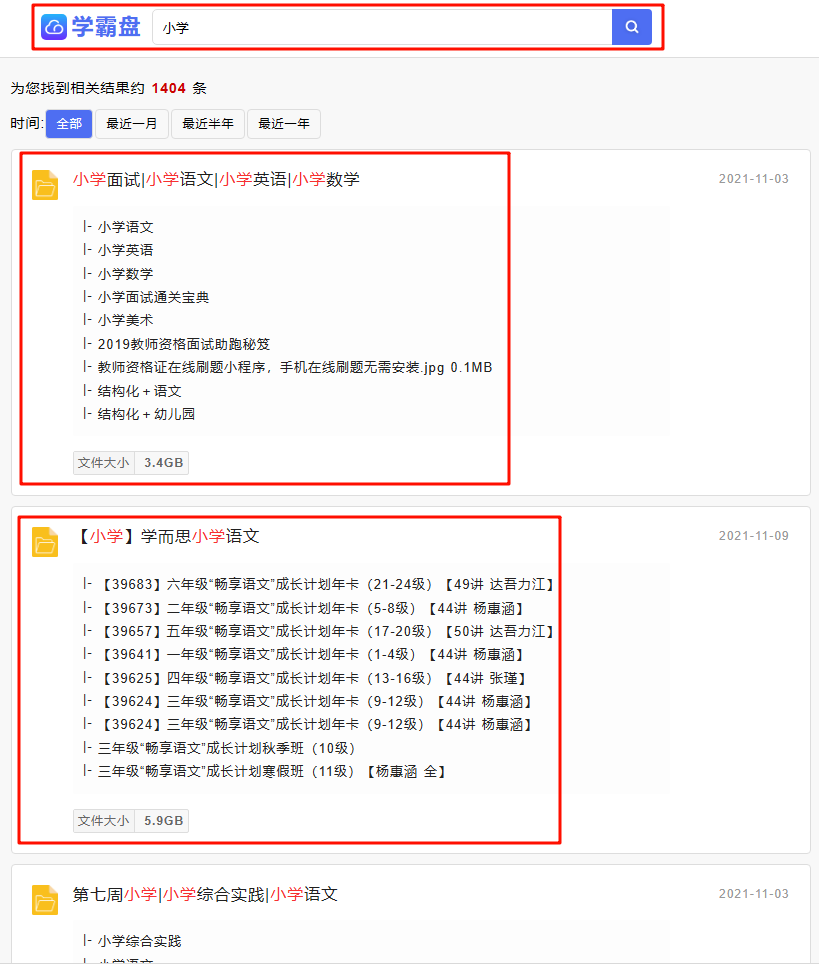 学霸盘 小学
为您找到相关结果约 1404 条
时间: 全部 最近一月 最近半年 最近一年
小学面试|小学语文|小学英语|小学数学 2021-11-03
|- 小学语文
|- 小学英语
|- 小学数学
|- 小学面试通关宝典
|- 小学美术
|- 2019教师资格面试助跑秘笈
|- 教师资格证在线刷题小程序，手机在线刷题无需安装.jpg 0.1MB
|- 结构化+语文
|- 结构化+幼儿园
文件大小 3.4GB
【小学】学而思小学语文 2021-11-09
|- 【39683】六年级“畅享语文”成长计划年卡（21-24级）【49讲 达吾力江】
|- 【39673】二年级“畅享语文”成长计划年卡（5-8级）【44讲 杨惠涵】
|- 【39657】五年级“畅享语文”成长计划年卡（17-20级）【50讲 达吾力江】
|- 【39641】一年级“畅享语文”成长计划年卡（1-4级）【44讲 杨惠涵】
|- 【39625】四年级“畅享语文”成长计划年卡（13-16级）【44讲 张瑾】
|- 【39624】三年级“畅享语文”成长计划年卡（9-12级）【44讲 杨惠涵】
|- 【39624】三年级“畅享语文”成长计划年卡（9-12级）【44讲 杨惠涵】
|- 三年级“畅享语文”成长计划秋季班（10级）
|- 三年级“畅享语文”成长计划寒假班（11级）【杨惠涵 全】
文件大小 5.9GB
第七周小学|小学综合实践|小学语文 2021-11-03
|- 小学综合实践